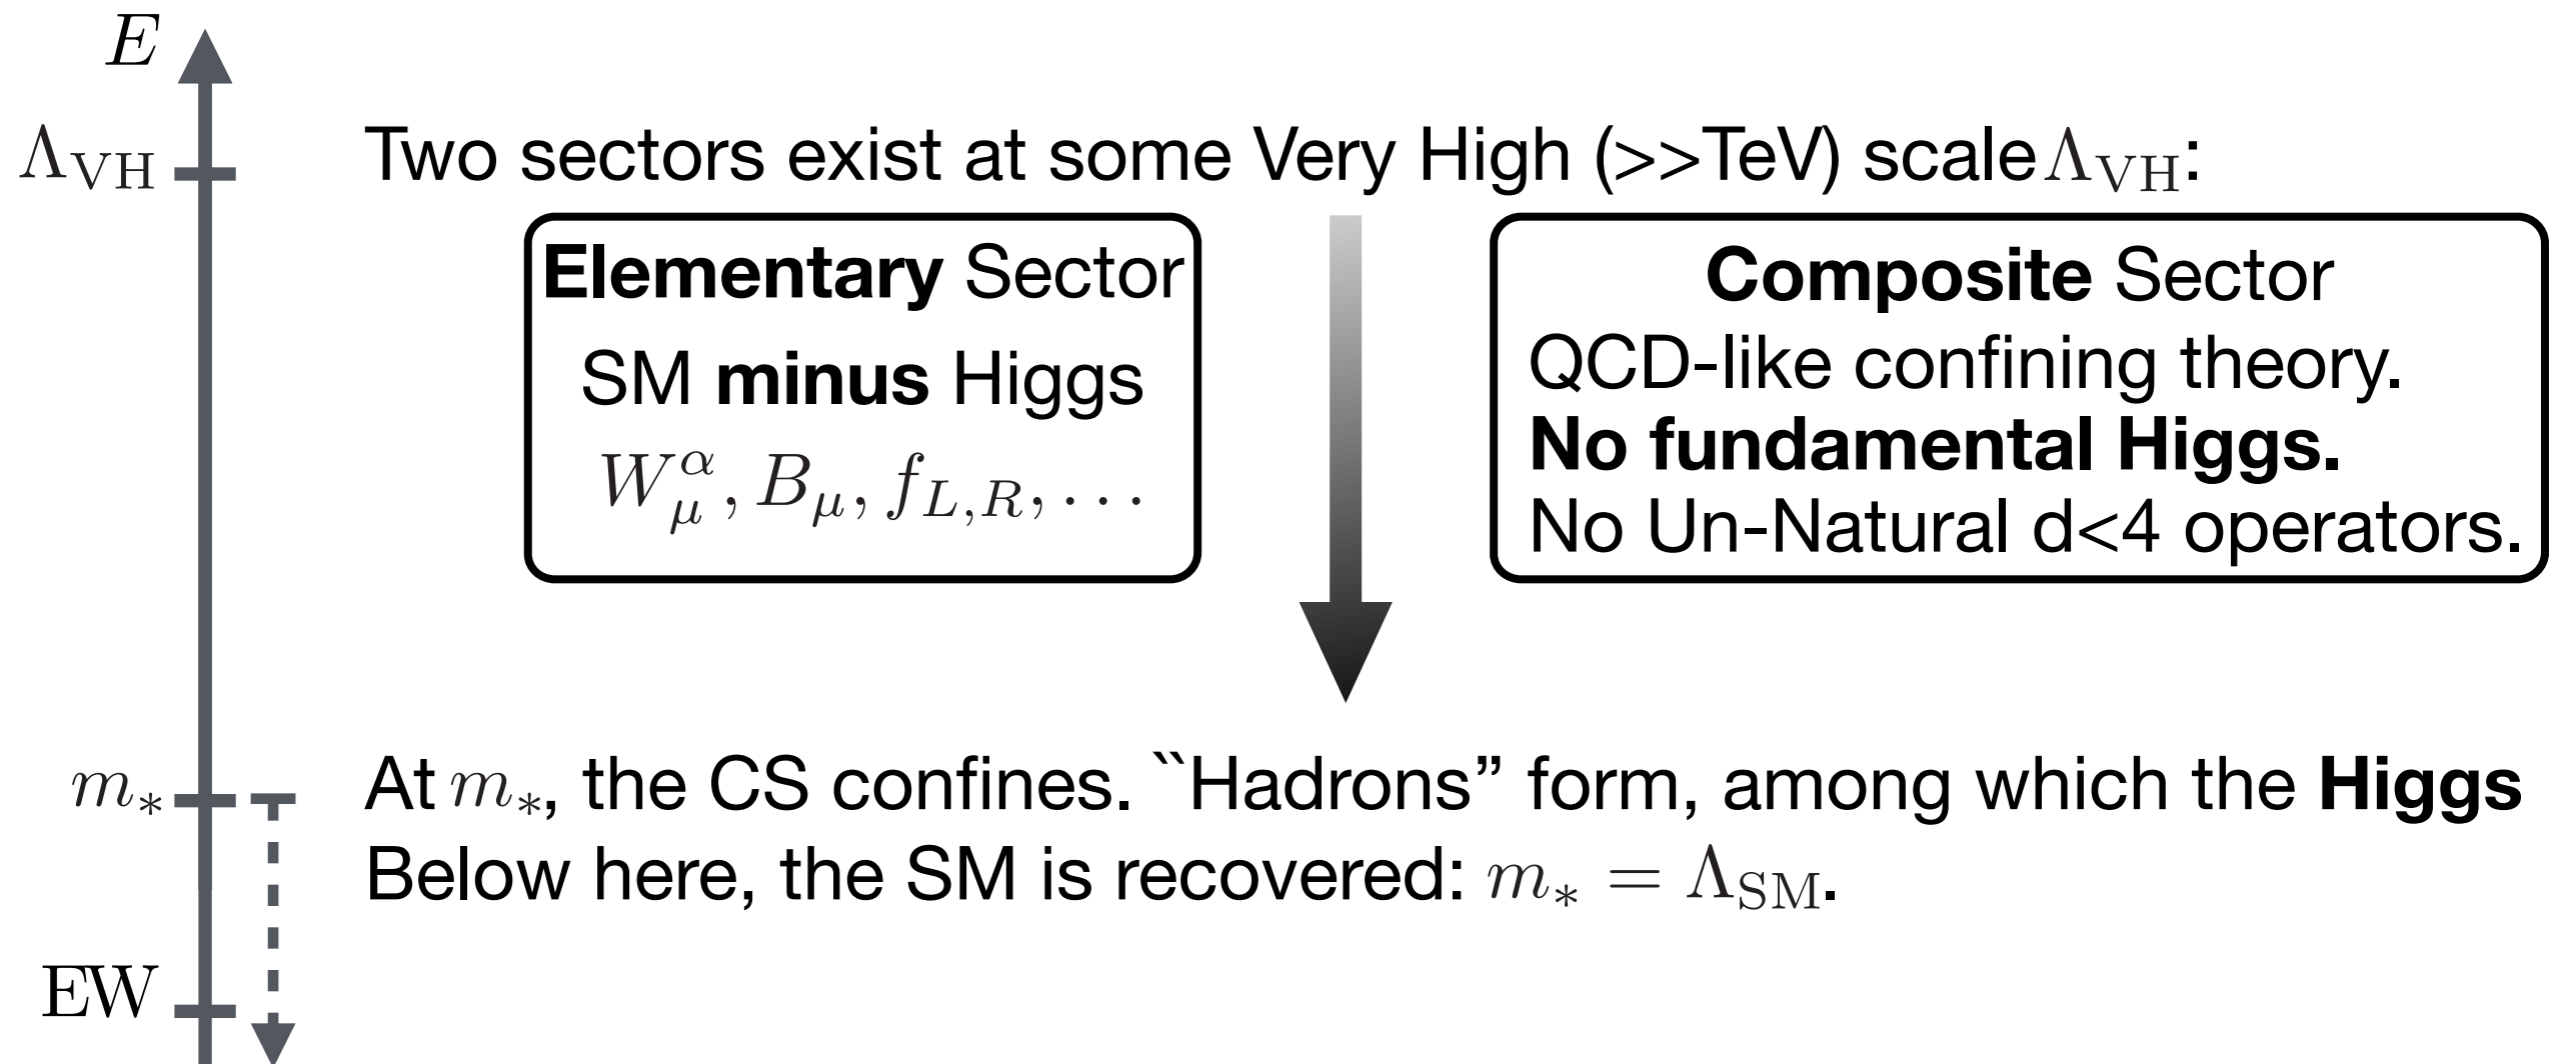 E
Λ_VH
Two sectors exist at some Very High (>>TeV) scale Λ_VH:
Elementary Sector
SM minus Higgs
W_μ^α, B_μ, f_{L,R}, ...
Composite Sector
QCD-like confining theory.
No fundamental Higgs.
No Un-Natural d<4 operators.
m_*
At m_*, the CS confines. ``Hadrons” form, among which the Higgs
Below here, the SM is recovered: m_* = Λ_SM.
EW